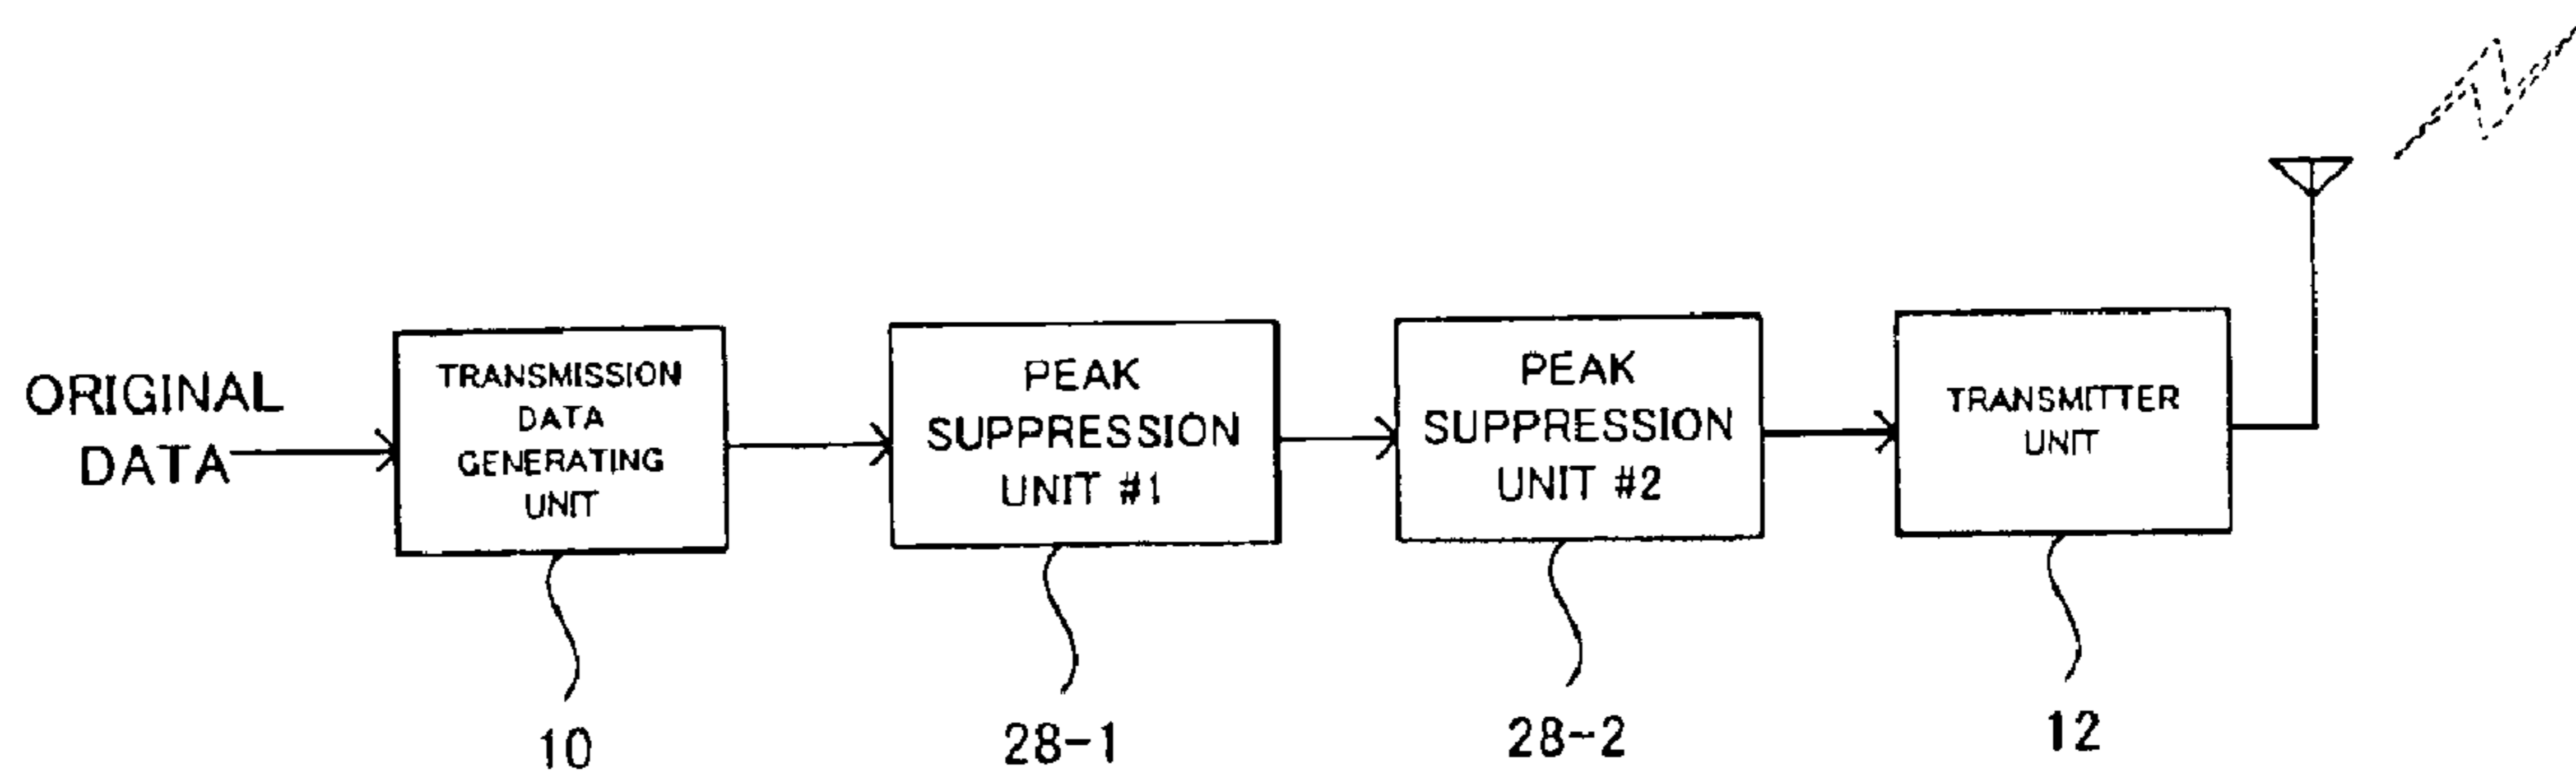 ORIGINAL
DATA
TRANSMISSION
DATA
GENERATING
UNIT
PEAK
SUPPRESSION
UNIT #1
PEAK
SUPPRESSION
UNIT #2
TRANSMITTER
UNIT
10
28-1
28-2
12